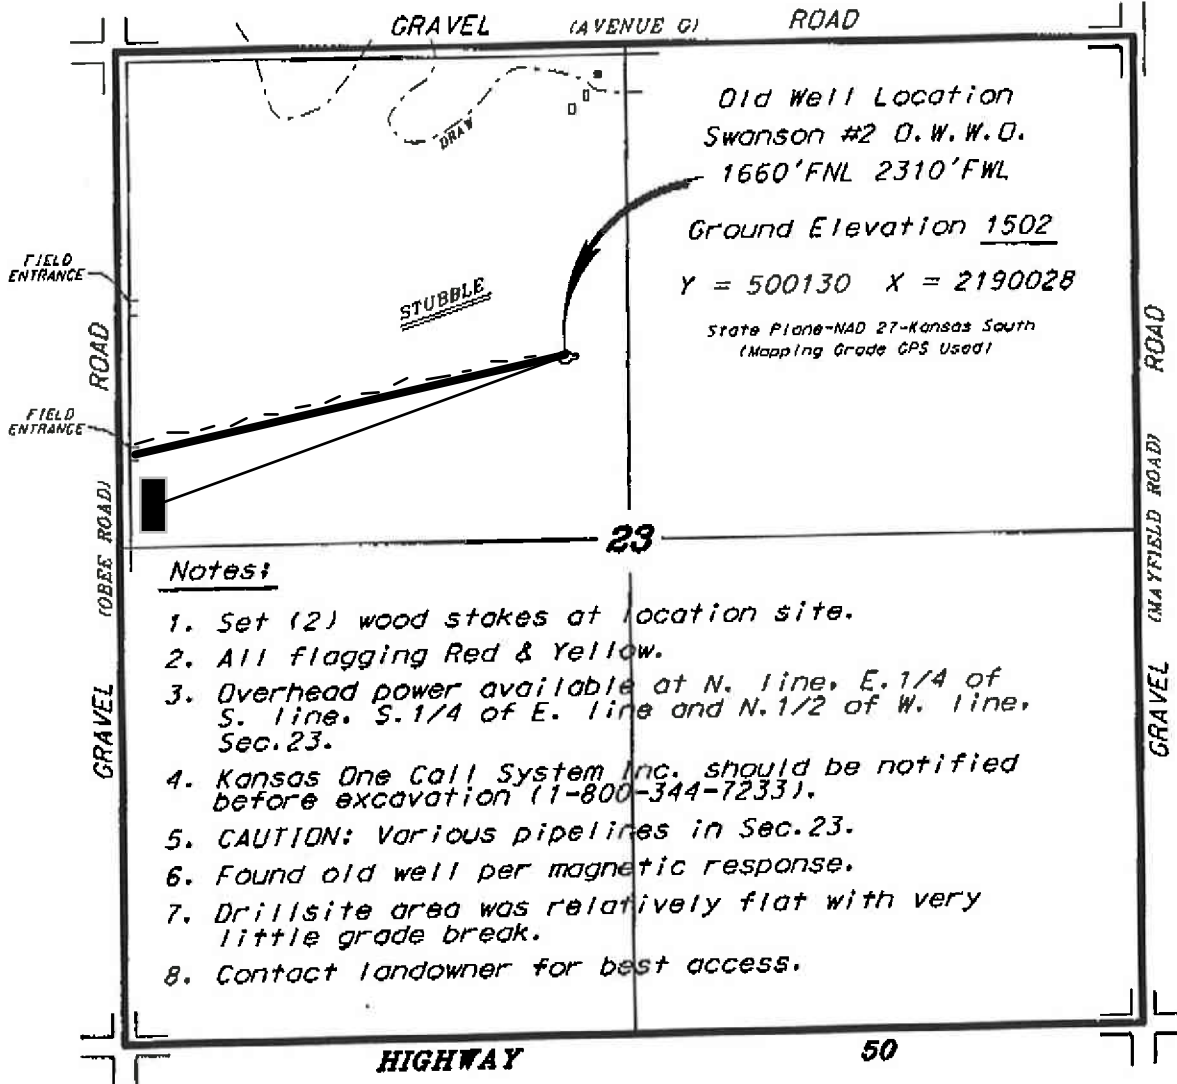 GRAVEL (AVENUE G) ROAD
Old Well Location
Swanson #2 O.W.W.O.
1660'FNL 2310'FWL
Ground Elevation 1502
Y = 500130 X = 2190028
State Plane-NAD 27-Kansas South
(Mapping Grade GPS Used)
DRAW
STUBBLE
FIELD
ENTRANCE
FIELD
ENTRANCE
GRAVEL (OBEE ROAD) ROAD
GRAVEL (MAYFIELD ROAD) ROAD
23
Notes:
1. Set (2) wood stakes at location site.
2. All flagging Red & Yellow.
3. Overhead power available at N. line, E.1/4 of
S. line, S.1/4 of E. line and N.1/2 of W. line,
Sec.23.
4. Kansas One Call System Inc. should be notified
before excavation (1-800-344-7233).
5. CAUTION: Various pipelines in Sec.23.
6. Found old well per magnetic response.
7. Drillsite area was relatively flat with very
little grade break.
8. Contact landowner for best access.
HIGHWAY 50